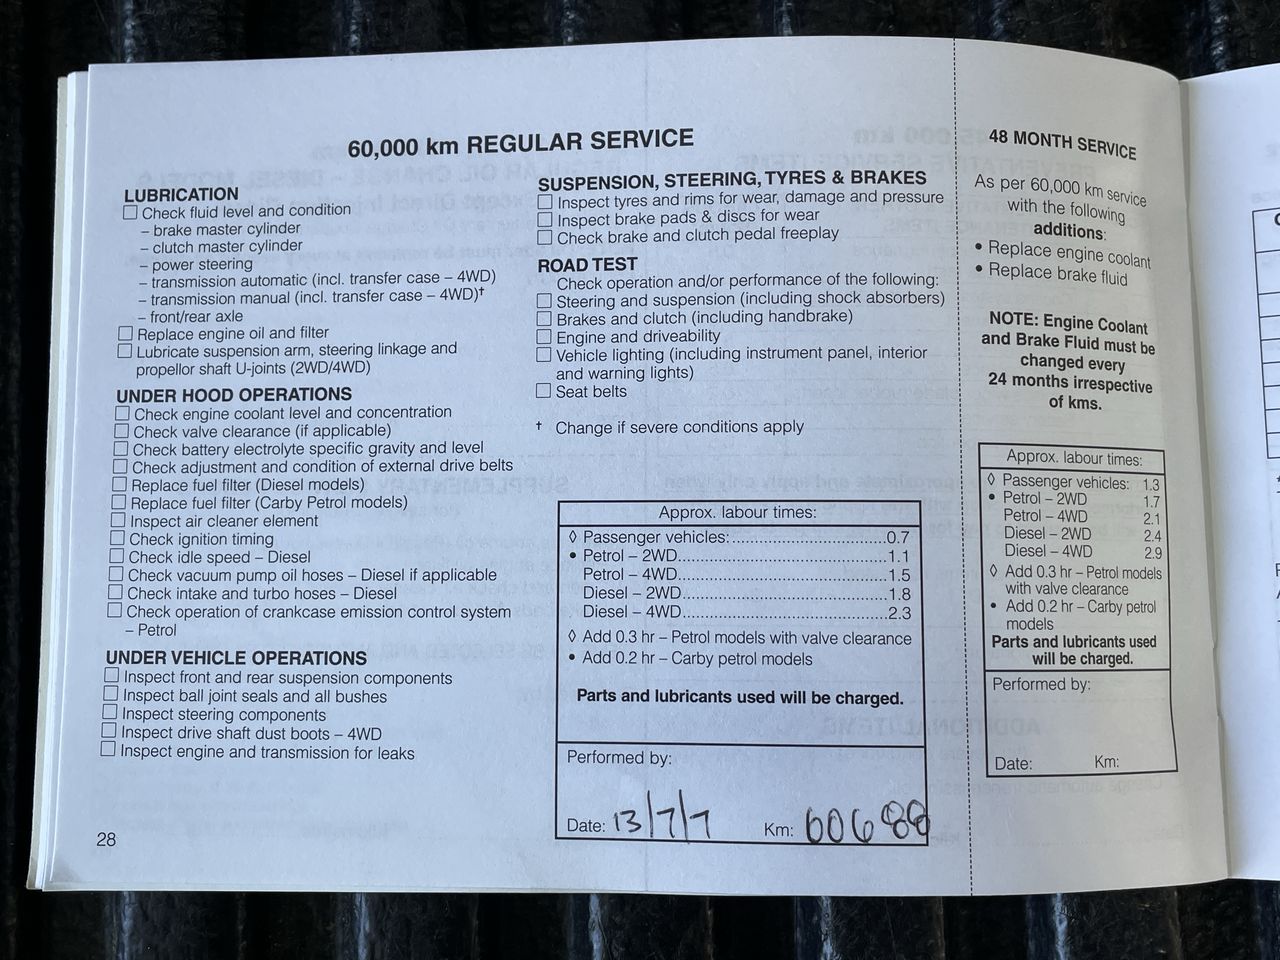 60,000 km REGULAR SERVICE
LUBRICATION
Check fluid level and condition
– brake master cylinder
– clutch master cylinder
– power steering
– transmission automatic (incl. transfer case – 4WD)
– transmission manual (incl. transfer case – 4WD)†
– front/rear axle
Replace engine oil and filter
Lubricate suspension arm, steering linkage and
propellor shaft U-joints (2WD/4WD)
UNDER HOOD OPERATIONS
Check engine coolant level and concentration
Check valve clearance (if applicable)
Check battery electrolyte specific gravity and level
Check adjustment and condition of external drive belts
Replace fuel filter (Diesel models)
Replace fuel filter (Carby Petrol models)
Inspect air cleaner element
Check ignition timing
Check idle speed – Diesel
Check vacuum pump oil hoses – Diesel if applicable
Check intake and turbo hoses – Diesel
Check operation of crankcase emission control system
– Petrol
UNDER VEHICLE OPERATIONS
Inspect front and rear suspension components
Inspect ball joint seals and all bushes
Inspect steering components
Inspect drive shaft dust boots – 4WD
Inspect engine and transmission for leaks
28
SUSPENSION, STEERING, TYRES & BRAKES
Inspect tyres and rims for wear, damage and pressure
Inspect brake pads & discs for wear
Check brake and clutch pedal freeplay
ROAD TEST
Check operation and/or performance of the following:
Steering and suspension (including shock absorbers)
Brakes and clutch (including handbrake)
Engine and driveability
Vehicle lighting (including instrument panel, interior
and warning lights)
Seat belts
† Change if severe conditions apply
Approx. labour times:
◊ Passenger vehicles:..............................0.7
• Petrol – 2WD..............................1.1
Petrol – 4WD..............................1.5
Diesel – 2WD..............................1.8
Diesel – 4WD..............................2.3
◊ Add 0.3 hr – Petrol models with valve clearance
• Add 0.2 hr – Carby petrol models
Parts and lubricants used will be charged.
Performed by:
Date: 13/7/7 Km: 60688
48 MONTH SERVICE
As per 60,000 km service
with the following
additions:
• Replace engine coolant
• Replace brake fluid
NOTE: Engine Coolant
and Brake Fluid must be
changed every
24 months irrespective
of kms.
Approx. labour times:
◊ Passenger vehicles: 1.3
• Petrol – 2WD 1.7
Petrol – 4WD 2.1
Diesel – 2WD 2.4
Diesel – 4WD 2.9
◊ Add 0.3 hr – Petrol models
with valve clearance
• Add 0.2 hr – Carby petrol
models
Parts and lubricants used
will be charged.
Performed by:
Date: Km: